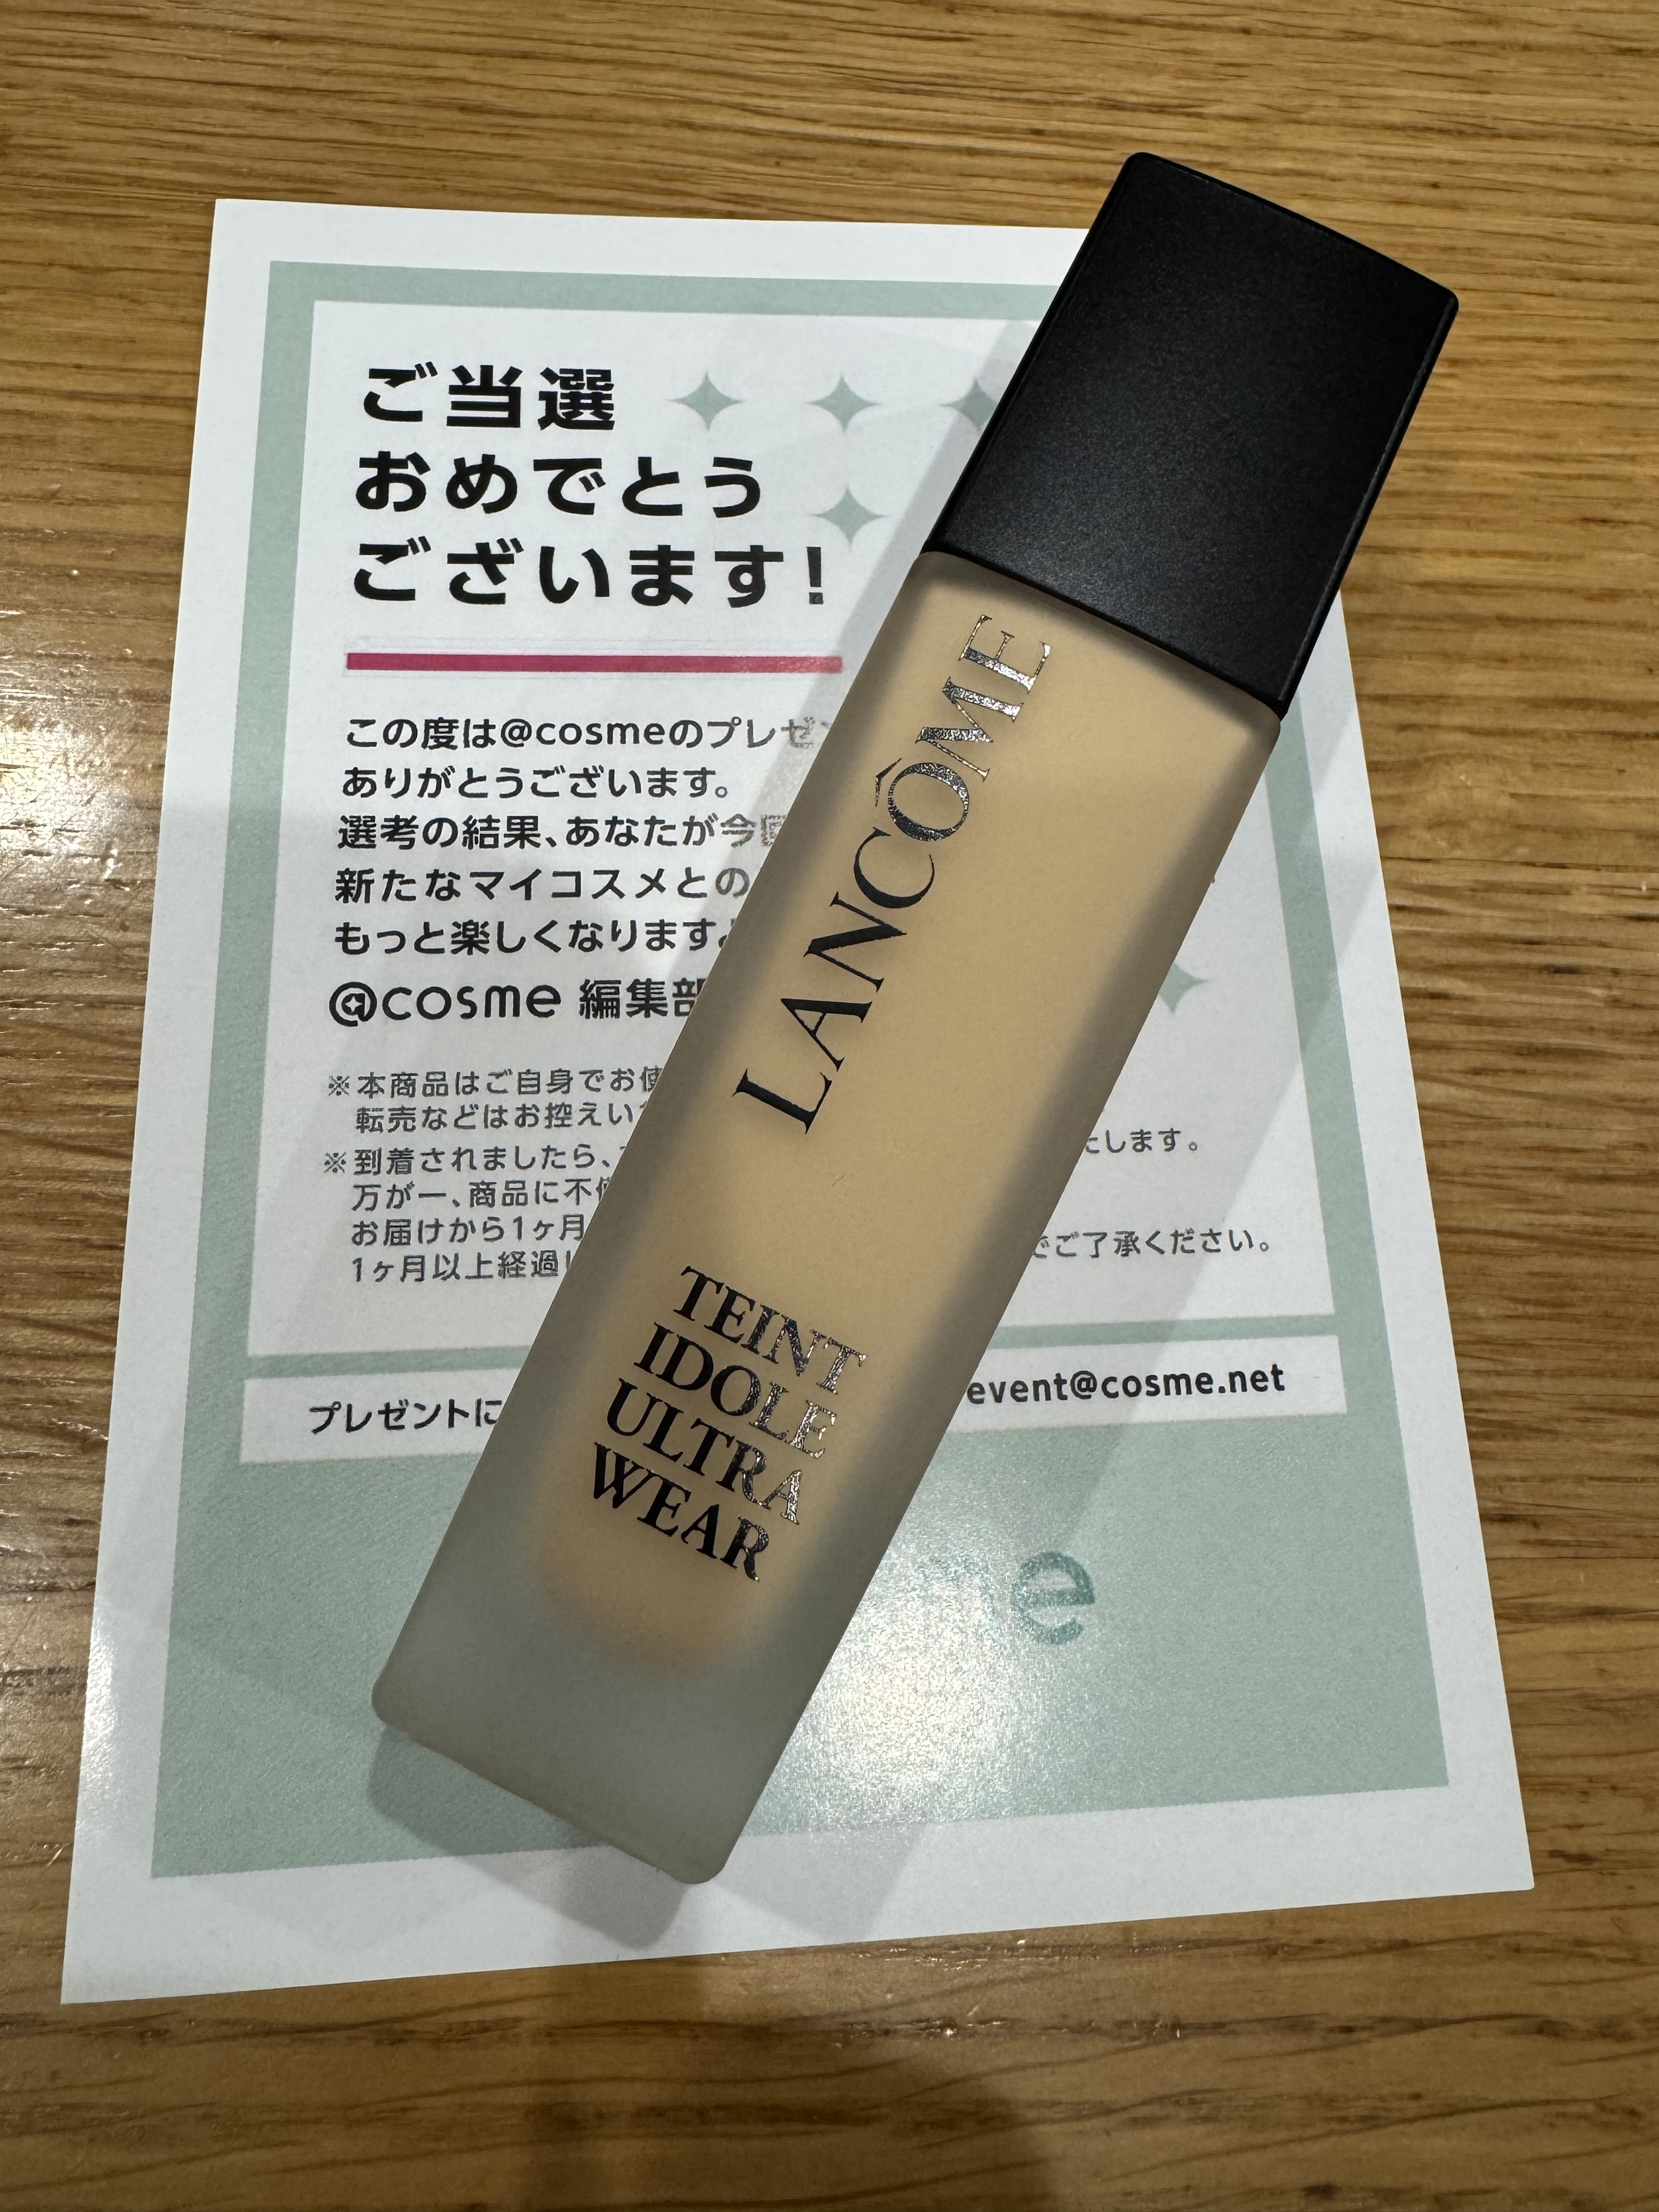 ご当選
おめでとう
ございます!
この度は@cosmeのプレゼ
ありがとうございます。
選考の結果、あなたが今回
新たなマイコスメとの
もっと楽しくなります
@cosme 編集部
※本商品はご自身でお使
転売などはお控えい
たします。
※到着されましたら、
万が一、商品に不
お届けから1ヶ月
1ヶ月以上経過
でご了承ください。
プレゼントに
event@cosme.net
me
LANCÔME
TEINT
IDOLE
ULTRA
WEAR